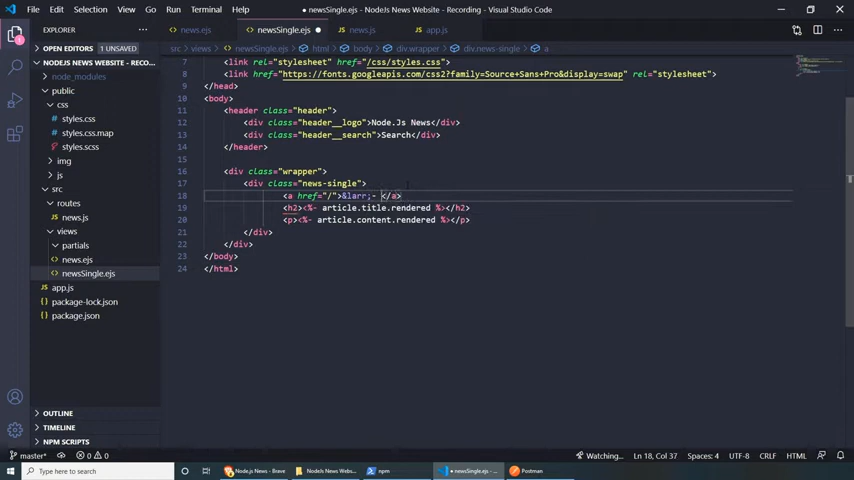 File Edit Selection View Go Run Terminal Help
newsSingle.ejs - NodeJs News Website - Recording - Visual Studio Code
EXPLORER
news.ejs
newsSingle.ejs
news.js
app.js
OPEN EDITORS 1 UNSAVED
src > views > newsSingle.ejs > html > body > div.wrapper > div.news-single > a
NODEJS NEWS WEBSITE - RECO...
node_modules
public
css
styles.css
styles.css.map
styles.scss
img
js
src
routes
news.js
views
partials
news.ejs
newsSingle.ejs
app.js
package-lock.json
package.json
OUTLINE
TIMELINE
NPM SCRIPTS
7 <link rel="stylesheet" href="/css/styles.css">
8 <link href="https://fonts.googleapis.com/css2?family=Source+Sans+Pro&display=swap" rel="stylesheet">
9 </head>
10 <body>
11 <header class="header">
12 <div class="header__logo">Node.Js News</div>
13 <div class="header__search">Search</div>
14 </header>
15
16 <div class="wrapper">
17 <div class="news-single">
18 <a href="/">&larr;- </a>
19 <h2><%- article.title.rendered %></h2>
20 <p><%- article.content.rendered %></p>
21 </div>
22 </div>
23 </body>
24 </html>
master* 0 0 Watching... Ln 18, Col 37 Spaces: 4 UTF-8 CRLF HTML
Type here to search
Node.js News - Brave
NodeJs News Webs...
npm
newsSingle.ejs - ...
Postman